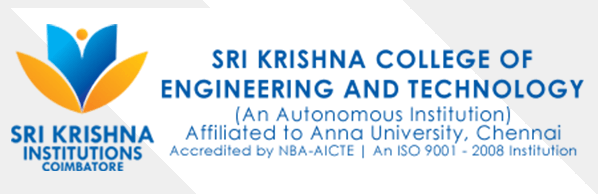 SRI KRISHNA
INSTITUTIONS
COIMBATORE
SRI KRISHNA COLLEGE OF
ENGINEERING AND TECHNOLOGY
(An Autonomous Institution)
Affiliated to Anna University, Chennai
Accredited by NBA-AICTE | An ISO 9001 - 2008 Institution